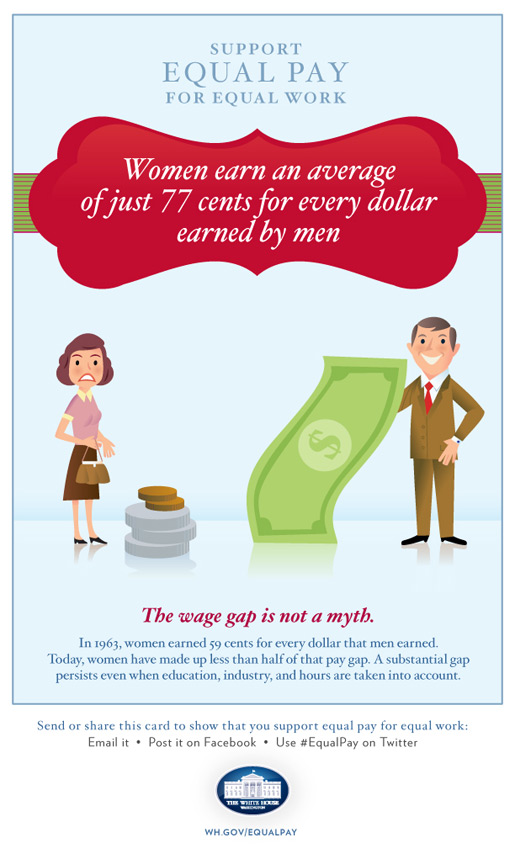 SUPPORT
EQUAL PAY
FOR EQUAL WORK
Women earn an average
of just 77 cents for every dollar
earned by men
$
The wage gap is not a myth.
In 1963, women earned 59 cents for every dollar that men earned.
Today, women have made up less than half of that pay gap. A substantial gap
persists even when education, industry, and hours are taken into account.
Send or share this card to show that you support equal pay for equal work:
Email it • Post it on Facebook • Use #EqualPay on Twitter
THE WHITE HOUSE
WASHINGTON
WH.GOV/EQUALPAY